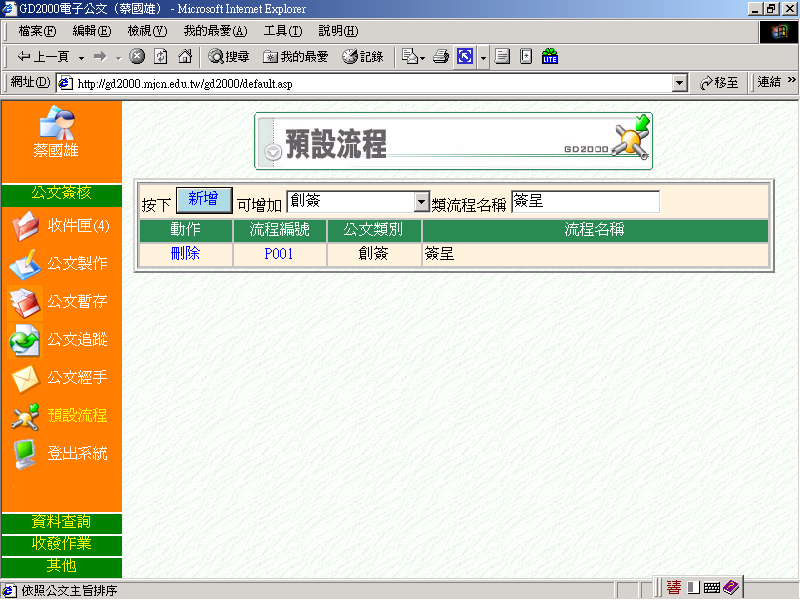 GD2000電子公文（蔡國雄） - Microsoft Internet Explorer
檔案(F) 編輯(E) 檢視(V) 我的最愛(A) 工具(T) 說明(H)
上一頁 搜尋 我的最愛 記錄 LITE
網址(D) http://gd2000.mjcn.edu.tw/gd2000/default.asp 移至 連結 »
蔡國雄
公文簽核
收件匣(4)
公文製作
公文暫存
公文追蹤
公文經手
預設流程
登出系統
資料查詢
收發作業
其他
預設流程 GD2000
按下 新增 可增加 創簽 類流程名稱 簽呈
動作 流程編號 公文類別 流程名稱
刪除 P001 創簽 簽呈
依照公文主旨排序